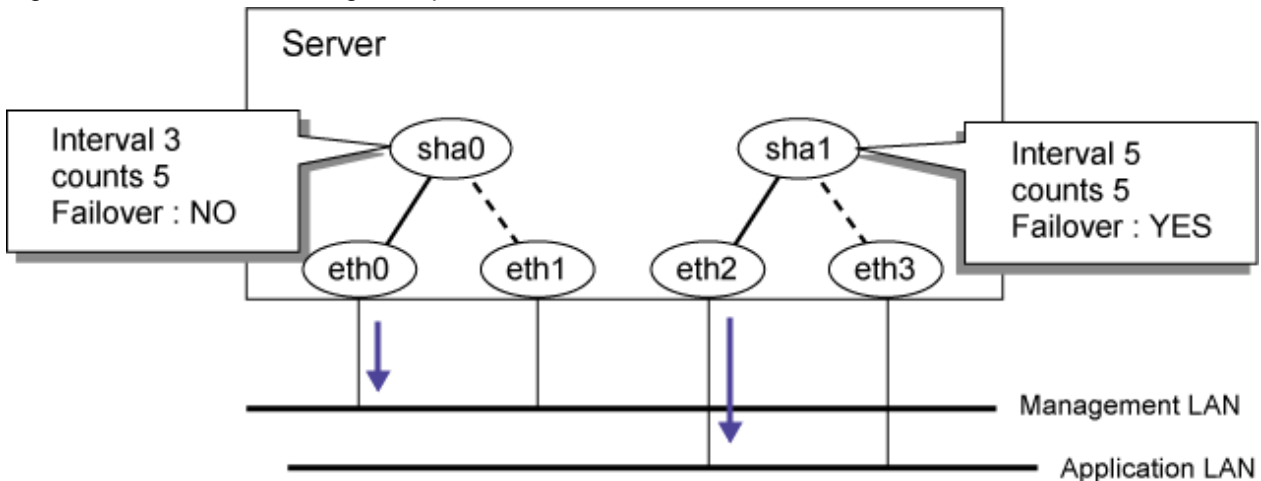 Server
Interval 3
counts 5
Failover : NO
sha0
sha1
Interval 5
counts 5
Failover : YES
eth0
eth1
eth2
eth3
Management LAN
Application LAN